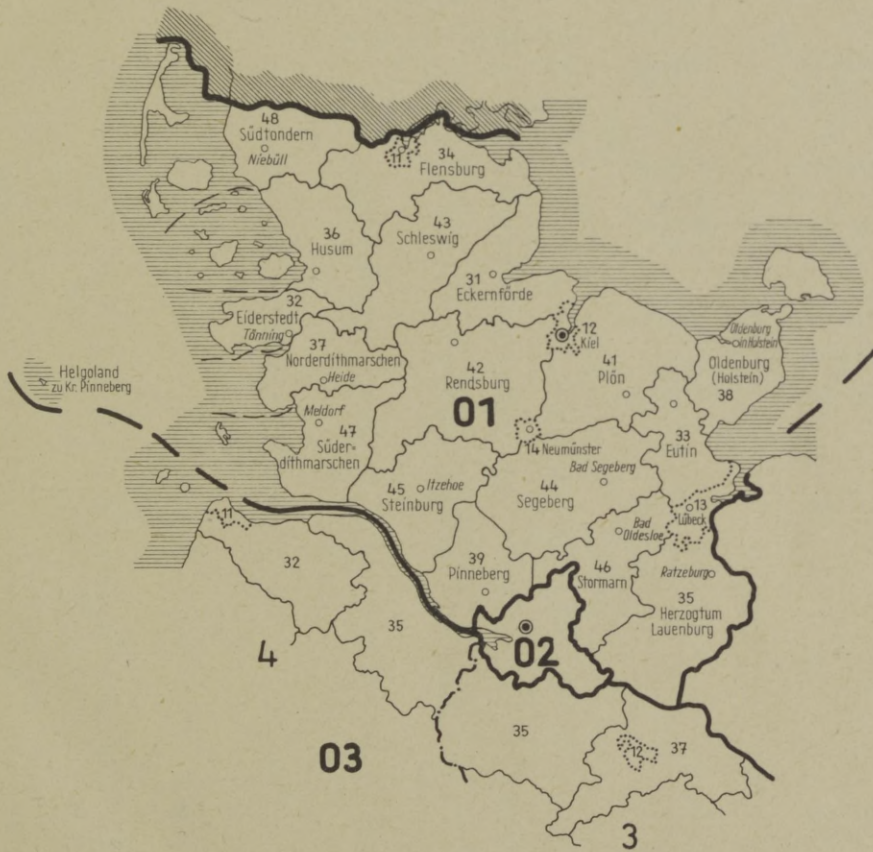 48
Südtondern
Niebüll
11
34
Flensburg
36
Husum
43
Schleswig
31
Eckernförde
32
Eiderstedt
Tönning
37
Norderdithmarschen
Heide
42
Rendsburg
01
12
Kiel
41
Plön
Oldenburg
in Holstein
Oldenburg
(Holstein)
38
Helgoland
zu Kr. Pinneberg
Meldorf
47
Süder-
dithmarschen
14 Neumünster
33
Eutin
45
Steinburg
Itzehoe
Bad Segeberg
44
Segeberg
13
Lübeck
Bad
Oldesloe
11
32
39
Pinneberg
46
Stormarn
Ratzeburg
35
Herzogtum
Lauenburg
35
4
02
03
35
12
37
3